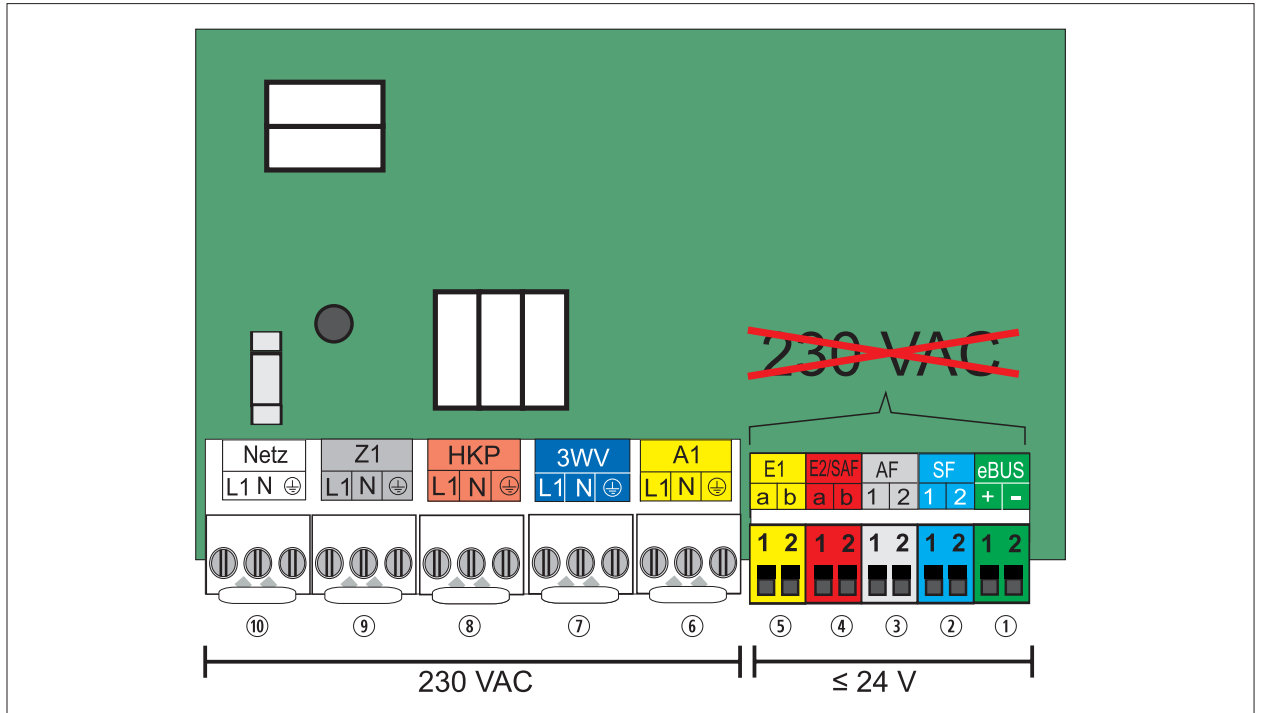 230 VAC
Netz Z1 HKP 3WV A1
L1 N ⏚ L1 N ⏚ L1 N ⏚ L1 N ⏚ L1 N ⏚
E1 E2/SAF AF SF eBUS
a b a b 1 2 1 2 + -
1 2 1 2 1 2 1 2 1 2
⑩ ⑨ ⑧ ⑦ ⑥ ⑤ ④ ③ ② ①
230 VAC ≤ 24 V